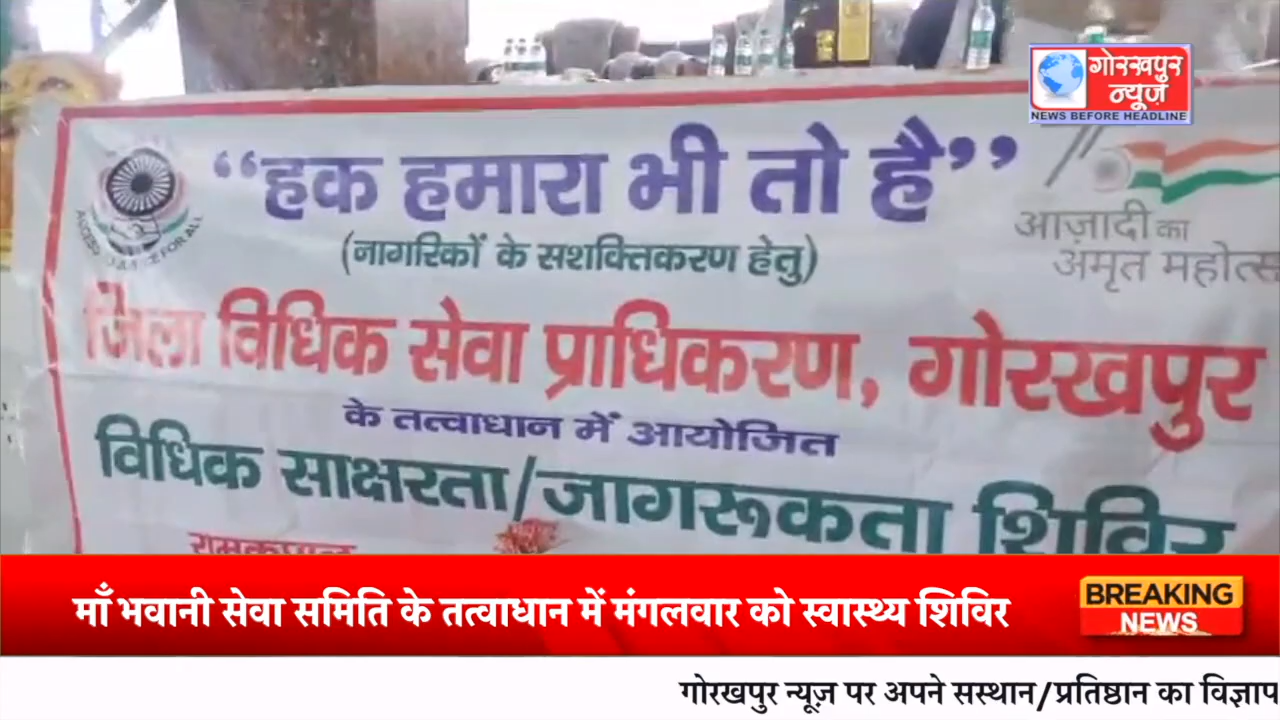 गोरखपुर
न्यूज़
NEWS BEFORE HEADLINE
“हक हमारा भी तो है”
(नागरिकों के सशक्तिकरण हेतु)
आज़ादी का
अमृत महोत्स
जिला विधिक सेवा प्राधिकरण, गोरखपुर
के तत्वाधान में आयोजित
विधिक साक्षरता/जागरूकता शिविर
माँ भवानी सेवा समिति के तत्वाधान में मंगलवार को स्वास्थ्य शिविर
BREAKING
NEWS
गोरखपुर न्यूज़ पर अपने सस्थान/प्रतिष्ठान का विज्ञाप